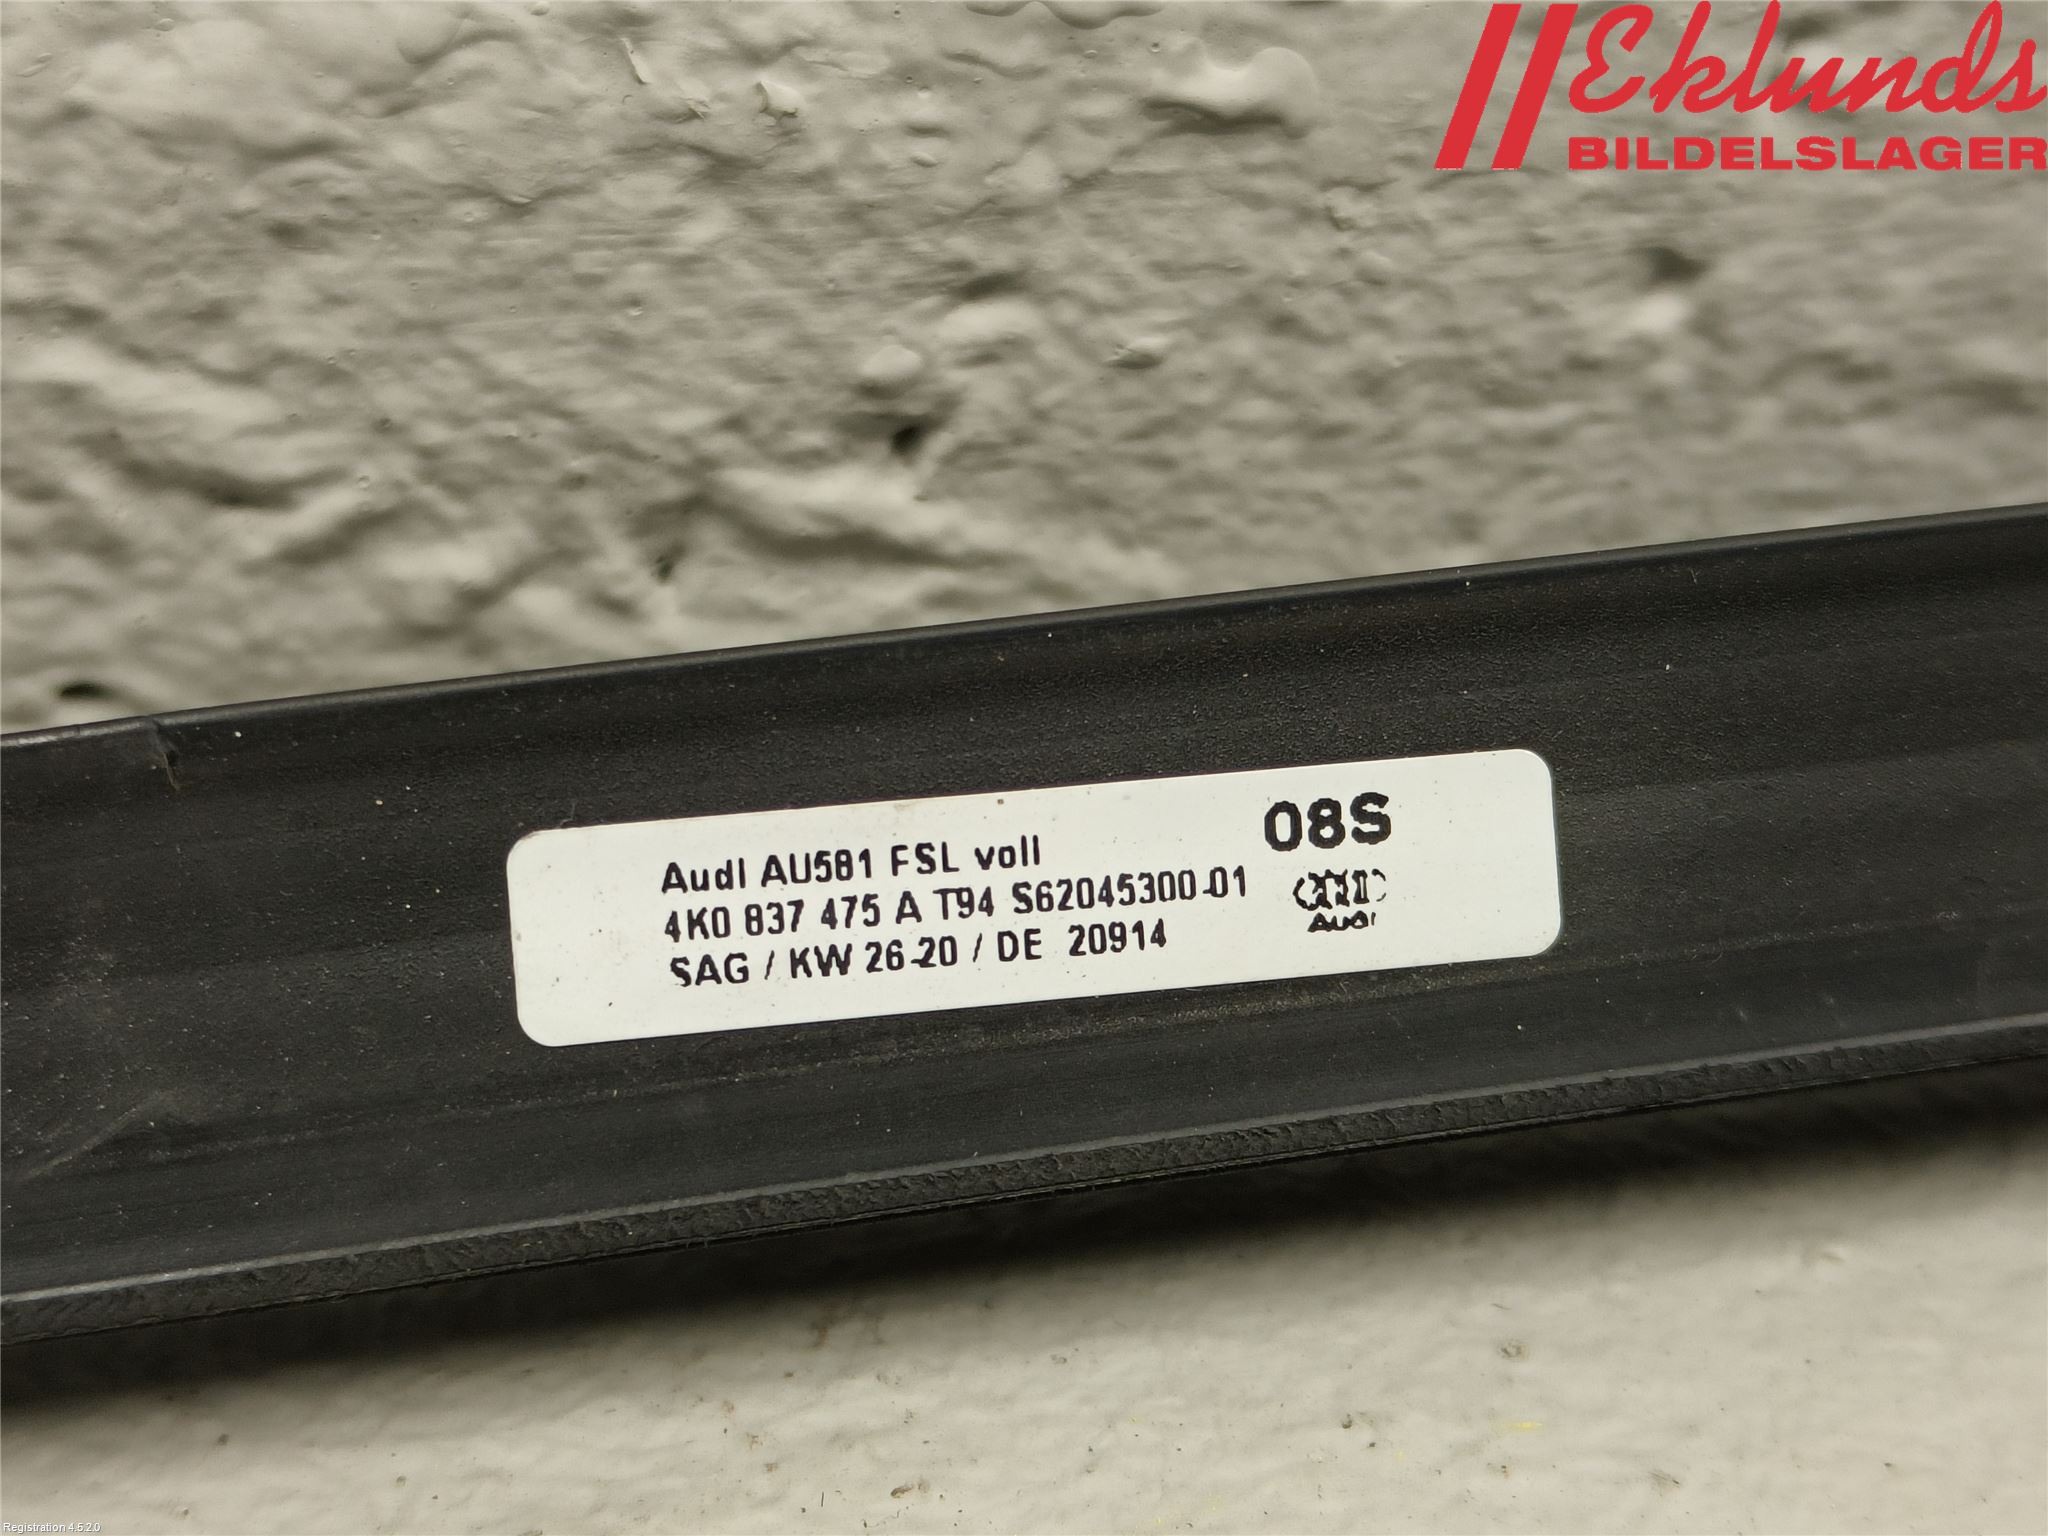 Eklunds
BILDELSLAGER
08S
Audi AU581 FSL voll
4K0 837 475 A T94 S62045300-01
SAG / KW 26-20 / DE 20914
Audi
Registration 4.5.2.0